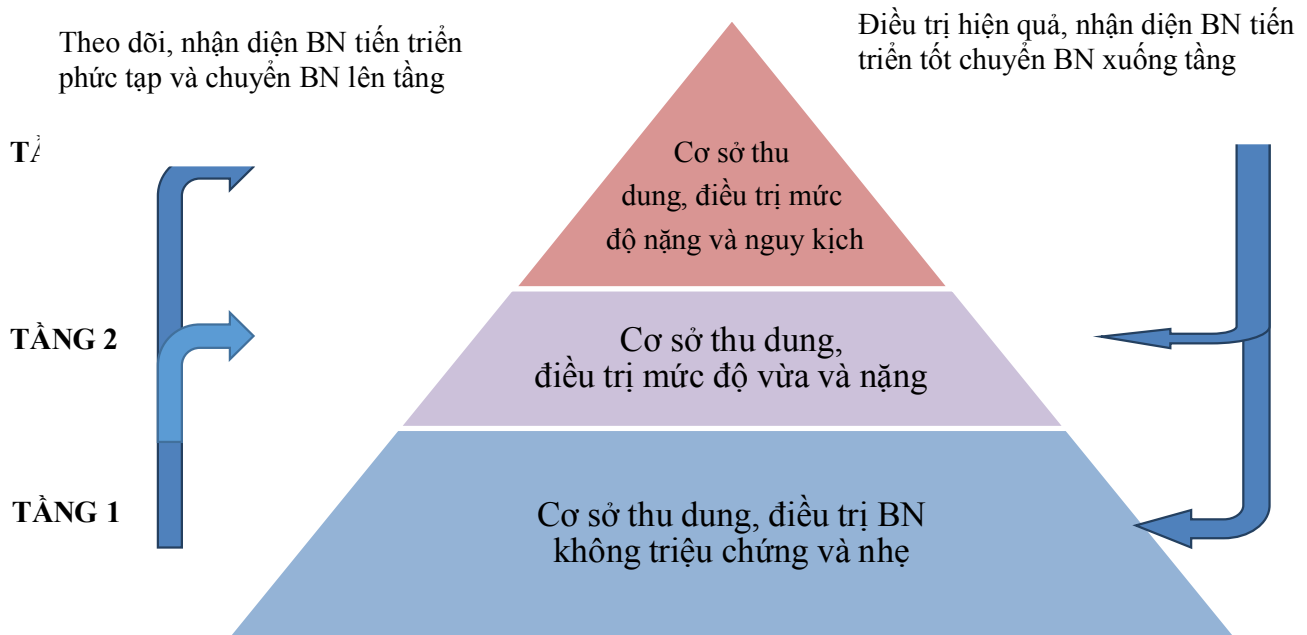 Theo dõi, nhận diện BN tiến triển
phức tạp và chuyển BN lên tầng
Điều trị hiện quả, nhận diện BN tiến
triển tốt chuyển BN xuống tầng
Cơ sở thu
dung, điều trị mức
độ nặng và nguy kịch
TẦNG 2
Cơ sở thu dung,
điều trị mức độ vừa và nặng
TẦNG 1
Cơ sở thu dung, điều trị BN
không triệu chứng và nhẹ